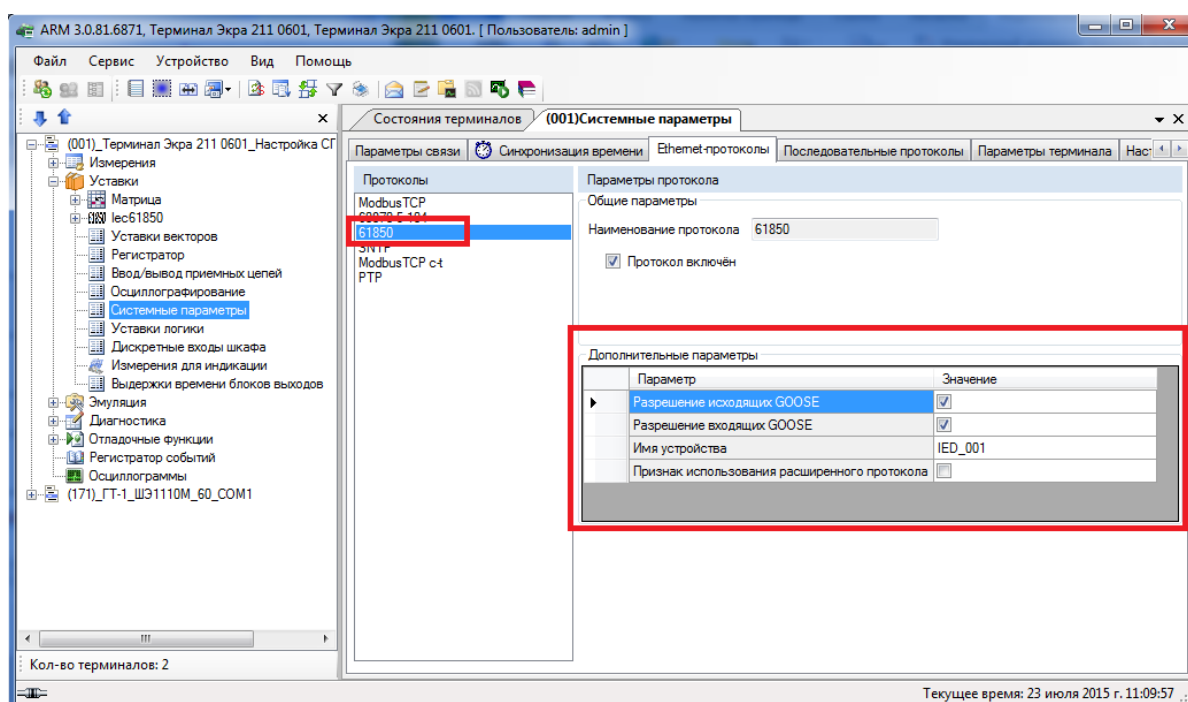 ARM 3.0.81.6871, Терминал Экра 211 0601, Терминал Экра 211 0601. [ Пользователь: admin ]
Файл Сервис Устройство Вид Помощь
Состояния терминалов
(001)Системные параметры
(001)_Терминал Экра 211 0601_Настройка СГ
Измерения
Уставки
Матрица
Iec61850
Уставки векторов
Регистратор
Ввод/вывод приемных цепей
Осциллографирование
Системные параметры
Уставки логики
Дискретные входы шкафа
Измерения для индикации
Выдержки времени блоков выходов
Эмуляция
Диагностика
Отладочные функции
Регистратор событий
Осциллограммы
(171)_ГТ-1_ШЭ1110М_60_COM1
Кол-во терминалов: 2
Параметры связи
Синхронизация времени
Ethernet-протоколы
Последовательные протоколы
Параметры терминала
Нас
Протоколы
ModbusTCP
61850
SNTP
ModbusTCP c-t
PTP
Параметры протокола
Общие параметры
Наименование протокола 61850
Протокол включён
Дополнительные параметры
Параметр Значение
Разрешение исходящих GOOSE
Разрешение входящих GOOSE
Имя устройства IED_001
Признак использования расширенного протокола
Текущее время: 23 июля 2015 г. 11:09:57